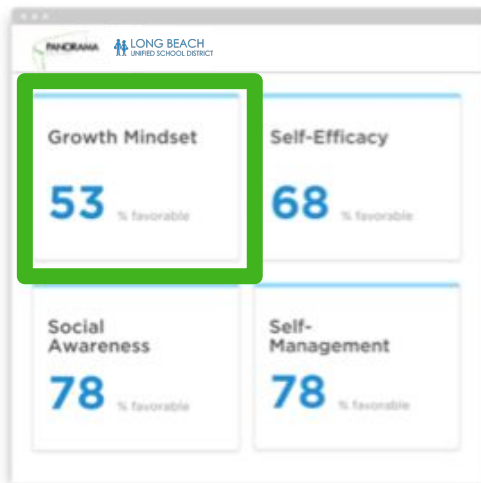 PANORAMA
LONG BEACH
UNIFIED SCHOOL DISTRICT
Growth Mindset
53 % favorable
Self-Efficacy
68 % favorable
Social
Awareness
78 % favorable
Self-
Management
78 % favorable